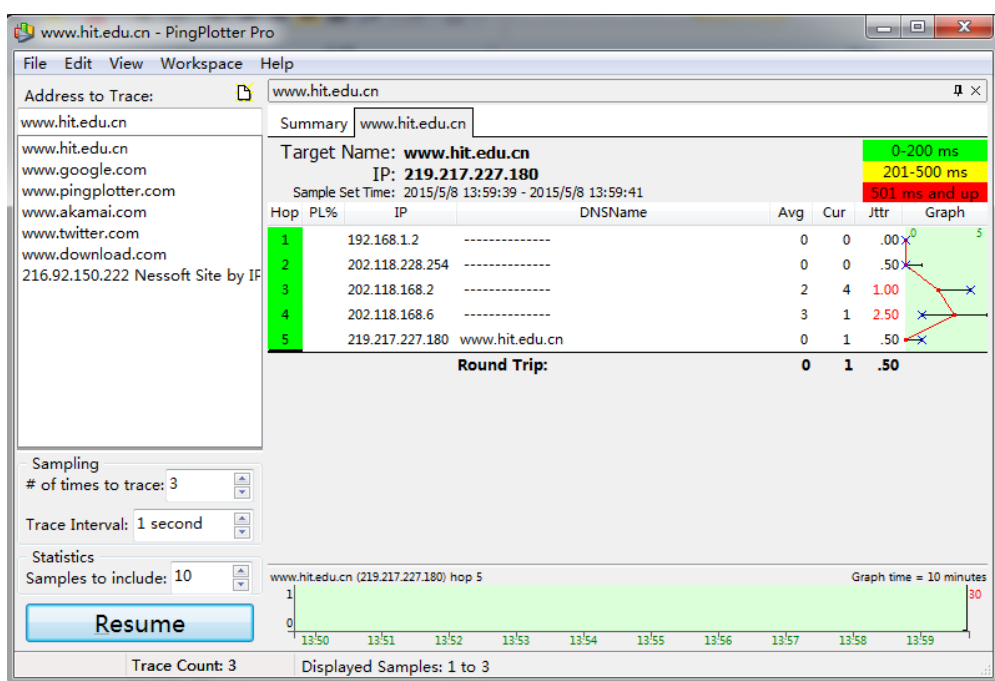 www.hit.edu.cn - PingPlotter Pro
File Edit View Workspace Help
Address to Trace:
www.hit.edu.cn
www.hit.edu.cn
www.google.com
www.pingplotter.com
www.akamai.com
www.twitter.com
www.download.com
216.92.150.222 Nessoft Site by IP
Sampling
# of times to trace: 3
Trace Interval: 1 second
Statistics
Samples to include: 10
Resume
www.hit.edu.cn
Summary www.hit.edu.cn
Target Name: www.hit.edu.cn
IP: 219.217.227.180
Sample Set Time: 2015/5/8 13:59:39 - 2015/5/8 13:59:41
0-200 ms
201-500 ms
501 ms and up
Hop PL% IP DNSName Avg Cur Jttr Graph
1 192.168.1.2 -------------- 0 0 .00 0 5
2 202.118.228.254 -------------- 0 0 .50
3 202.118.168.2 -------------- 2 4 1.00
4 202.118.168.6 -------------- 3 1 2.50
5 219.217.227.180 www.hit.edu.cn 0 1 .50
Round Trip: 0 1 .50
www.hit.edu.cn (219.217.227.180) hop 5 Graph time = 10 minutes
1 30
0
13:50 13:51 13:52 13:53 13:54 13:55 13:56 13:57 13:58 13:59
Trace Count: 3 Displayed Samples: 1 to 3